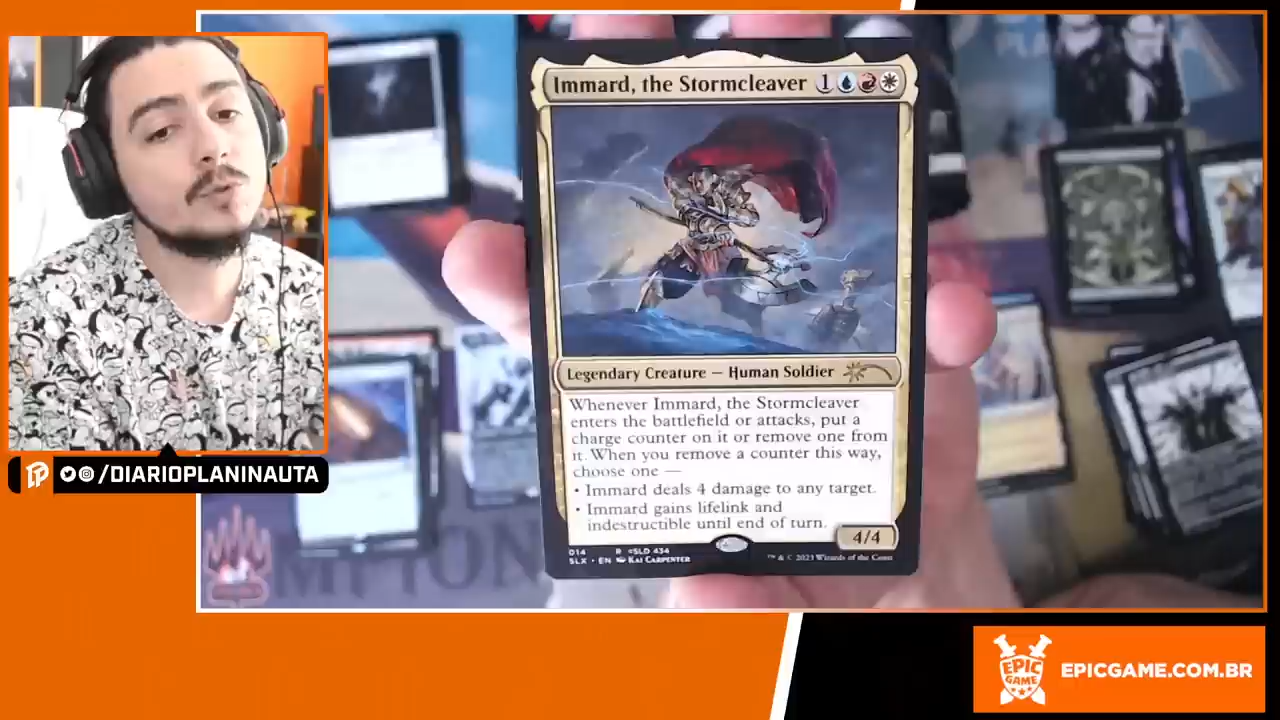 Immard, the Stormcleaver 1
Legendary Creature — Human Soldier
Whenever Immard, the Stormcleaver
enters the battlefield or attacks, put a
charge counter on it or remove one from
it. When you remove a counter this way,
choose one —
• Immard deals 4 damage to any target.
• Immard gains lifelink and
indestructible until end of turn.
4/4
014 R *SLD 434
SLX • EN Kai Carpenter
™ & © 2023 Wizards of the Coast
/DIARIOPLANINAUTA
EPIC
GAME
EPICGAME.COM.BR